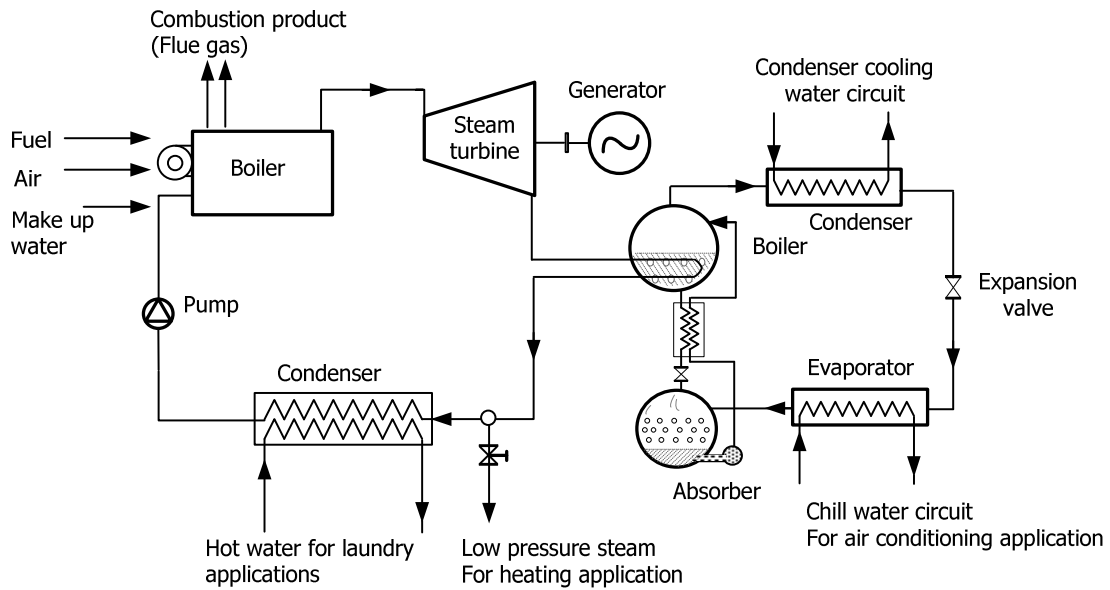 Combustion product
(Flue gas)
Fuel
Air
Make up
water
Boiler
Steam
turbine
Generator
Condenser cooling
water circuit
Condenser
Boiler
Expansion
valve
Pump
Condenser
Evaporator
Absorber
Hot water for laundry
applications
Low pressure steam
For heating application
Chill water circuit
For air conditioning application